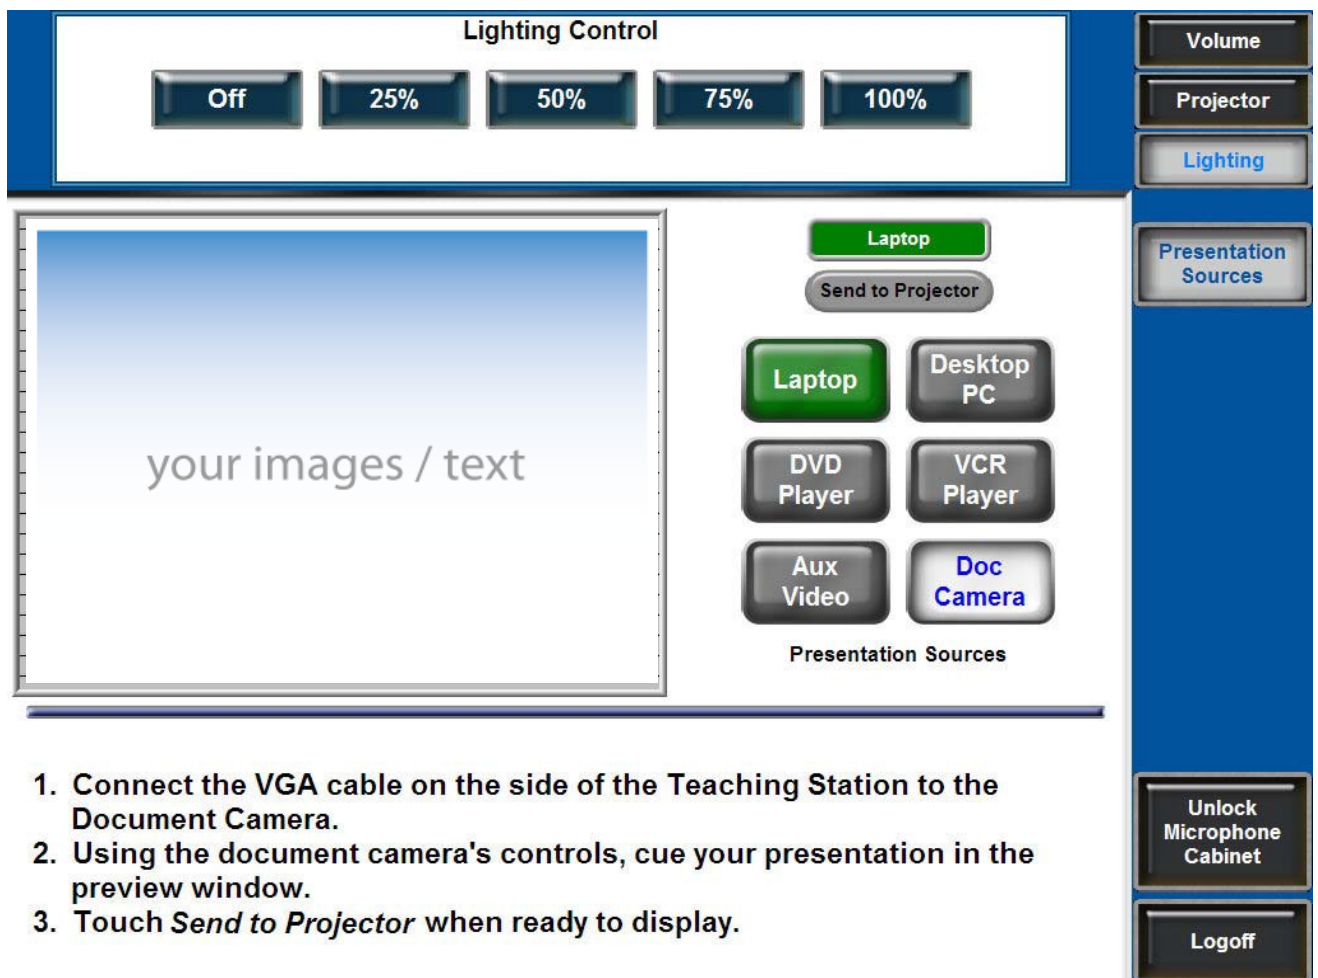 Lighting Control
Off
25%
50%
75%
100%
Volume
Projector
Lighting
Presentation
Sources
your images / text
Laptop
Send to Projector
Laptop
Desktop
PC
DVD
Player
VCR
Player
Aux
Video
Doc
Camera
Presentation Sources
1. Connect the VGA cable on the side of the Teaching Station to the
Document Camera.
2. Using the document camera's controls, cue your presentation in the
preview window.
3. Touch Send to Projector when ready to display.
Unlock
Microphone
Cabinet
Logoff